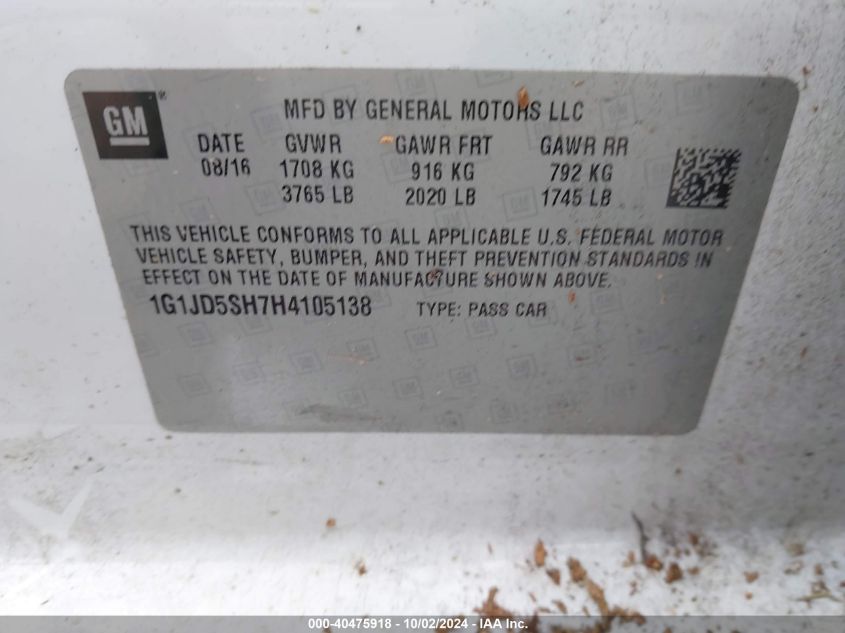 GM®
MFD BY GENERAL MOTORS LLC
DATE GVWR GAWR FRT GAWR RR
08/16 1708 KG 916 KG 792 KG
3765 LB 2020 LB 1745 LB
THIS VEHICLE CONFORMS TO ALL APPLICABLE U.S. FEDERAL MOTOR
VEHICLE SAFETY, BUMPER, AND THEFT PREVENTION STANDARDS IN
EFFECT ON THE DATE OF MANUFACTURE SHOWN ABOVE.
1G1JD5SH7H4105138 TYPE: PASS CAR
000-40475918 - 10/02/2024 - IAA Inc.